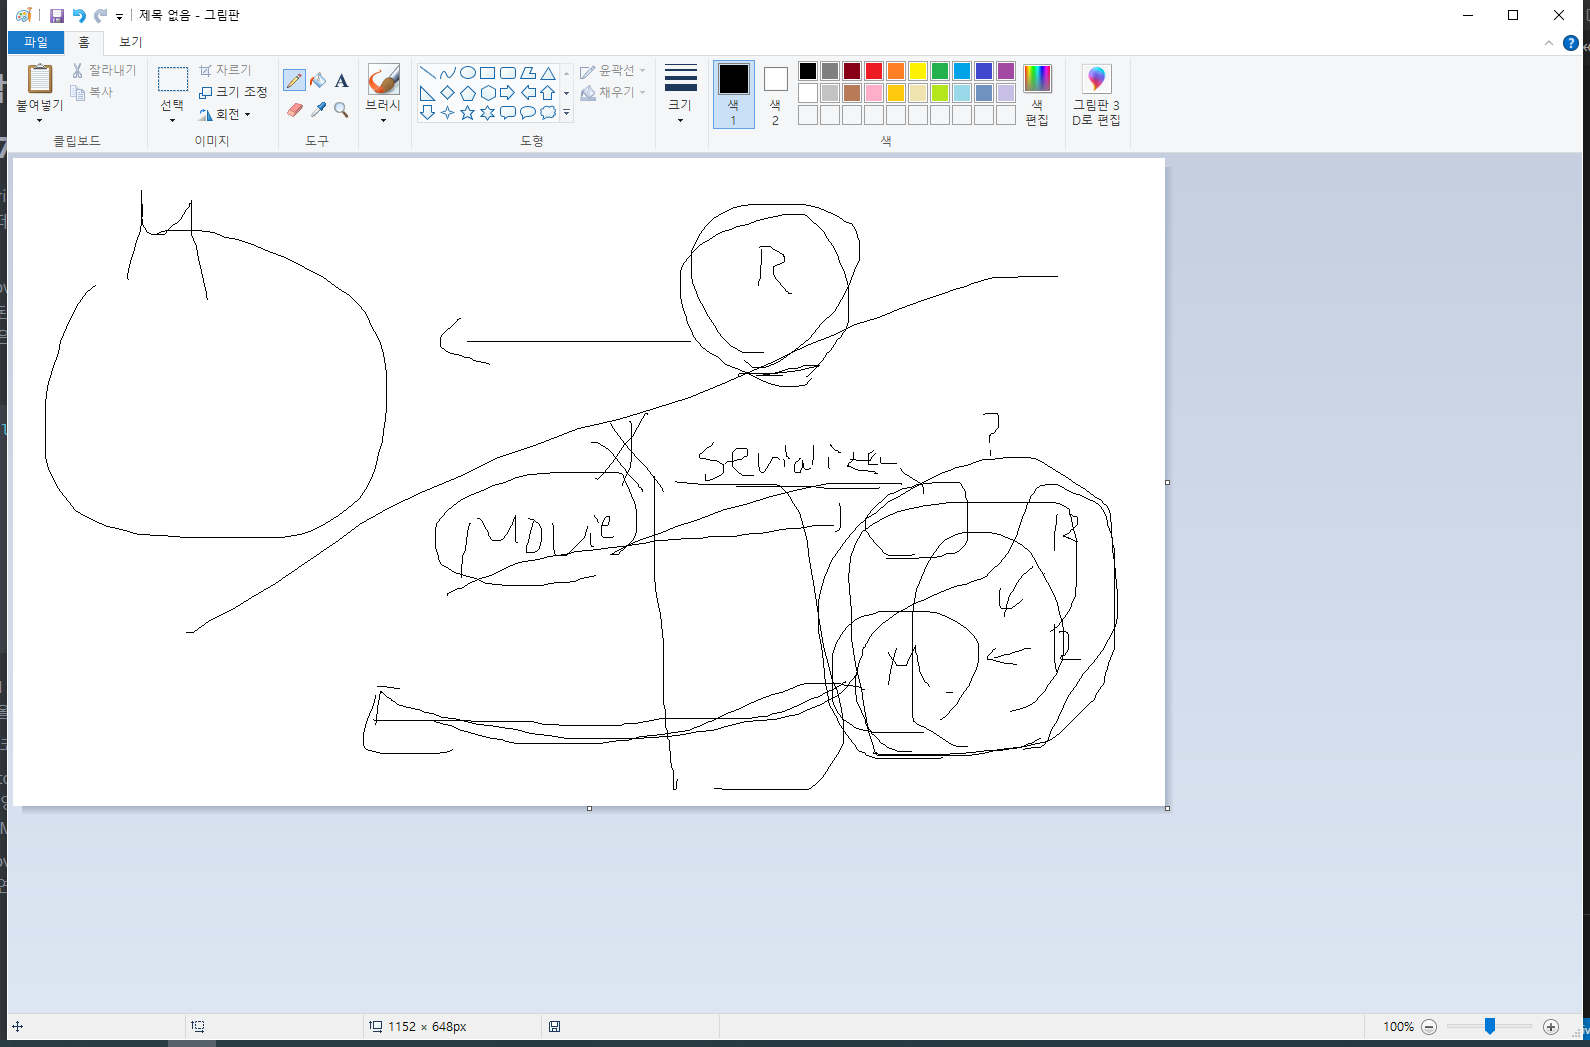 제목 없음 - 그림판
파일 홈 보기
붙여넣기
잘라내기
복사
클립보드
선택
자르기
크기 조정
회전
이미지
A
도구
브러시
윤곽선
채우기
도형
크기
색
1
색
2
색
편집
색
그림판 3
D로 편집
M
R
?
Serialize
Movie
R
M
R
1152 × 648px
100%